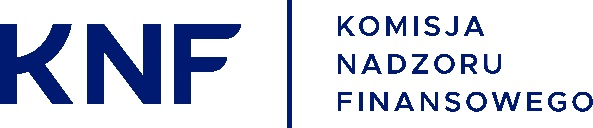 KNF
KOMISJA
NADZORU
FINANSOWEGO